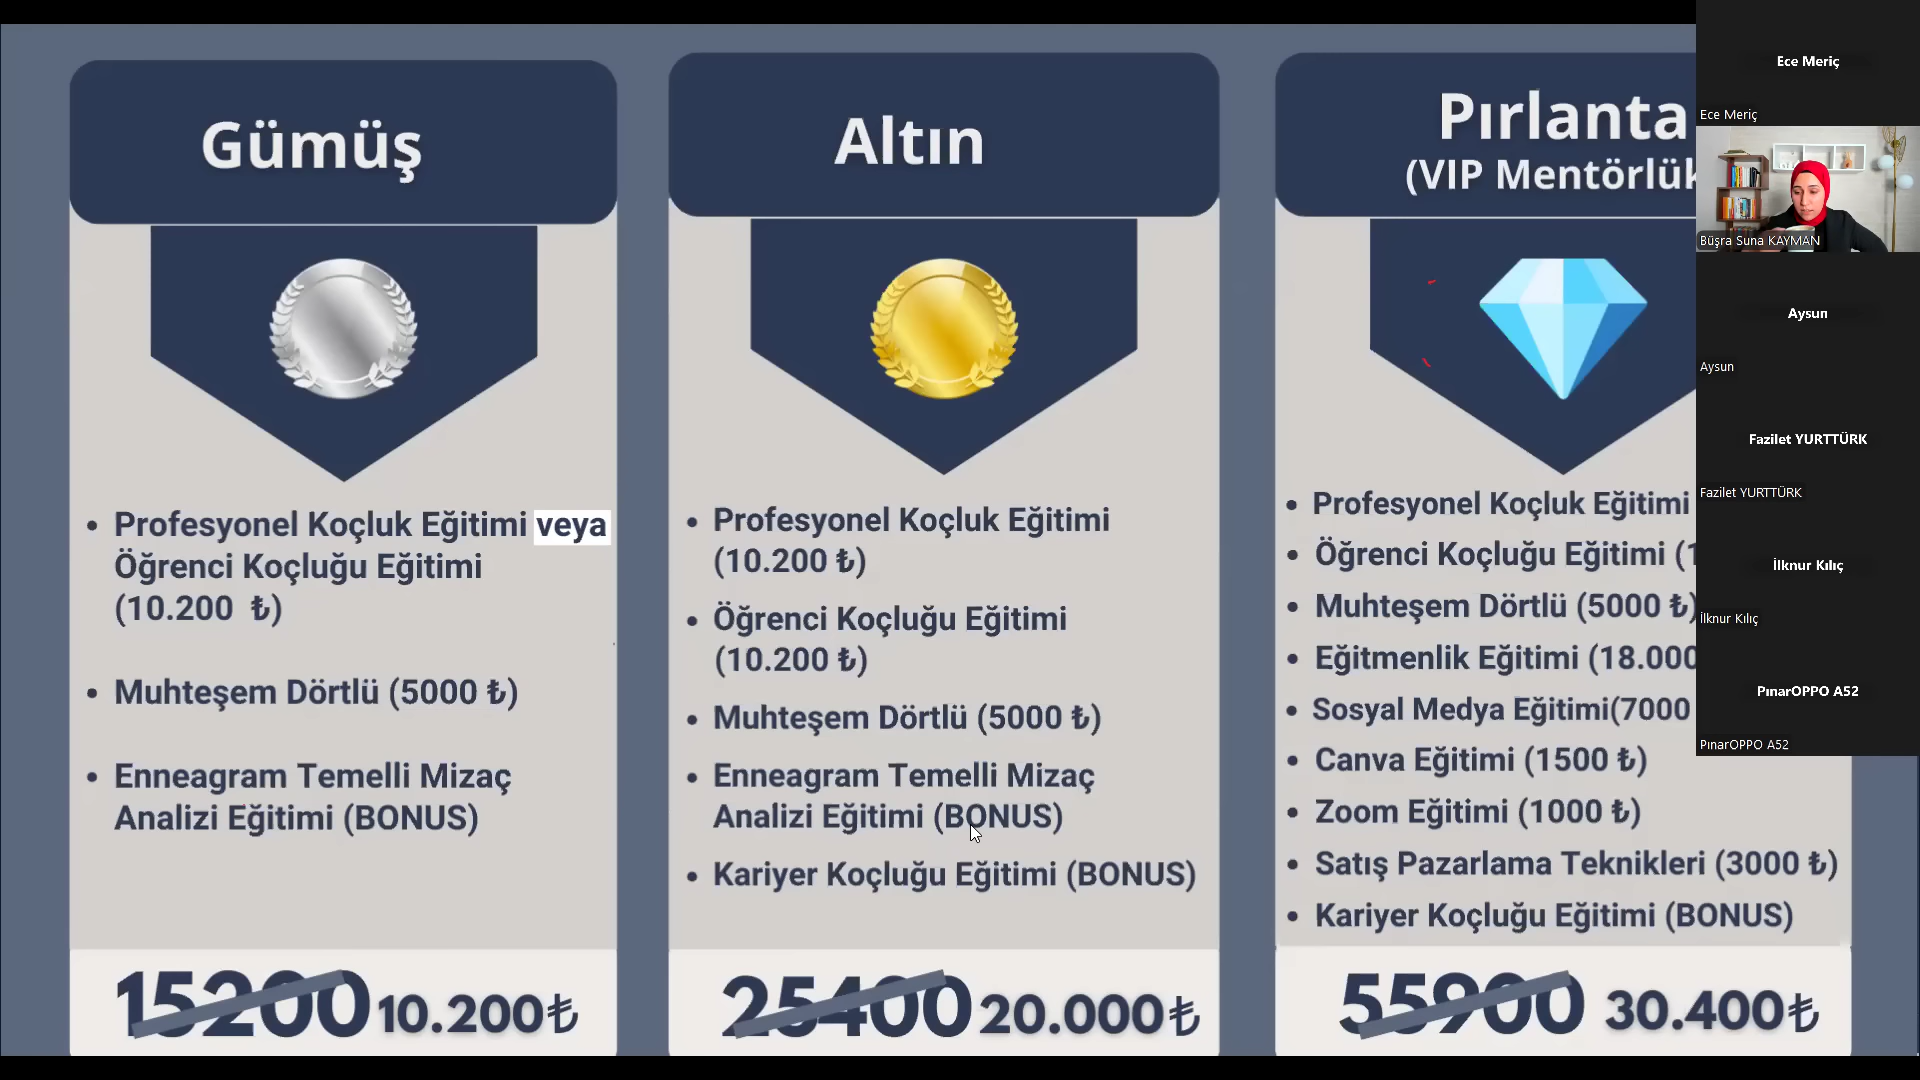 Gümüş
Profesyonel Koçluk Eğitimi veya
Öğrenci Koçluğu Eğitimi
(10.200 ₺)
Muhteşem Dörtlü (5000 ₺)
Enneagram Temelli Mizaç
Analizi Eğitimi (BONUS)
15200 10.200₺
Altın
Profesyonel Koçluk Eğitimi
(10.200 ₺)
Öğrenci Koçluğu Eğitimi
(10.200 ₺)
Muhteşem Dörtlü (5000 ₺)
Enneagram Temelli Mizaç
Analizi Eğitimi (BONUS)
Kariyer Koçluğu Eğitimi (BONUS)
25400 20.000₺
Pırlanta
(VIP Mentörlük
Profesyonel Koçluk Eğitimi
Öğrenci Koçluğu Eğitimi (1
Muhteşem Dörtlü (5000 ₺)
Eğitmenlik Eğitimi (18.000
Sosyal Medya Eğitimi(7000
Canva Eğitimi (1500 ₺)
Zoom Eğitimi (1000 ₺)
Satış Pazarlama Teknikleri (3000 ₺)
Kariyer Koçluğu Eğitimi (BONUS)
55900 30.400₺
Ece Meriç
Ece Meriç
Büşra Suna KAYMAN
Aysun
Aysun
Fazilet YURTTÜRK
Fazilet YURTTÜRK
İlknur Kılıç
İlknur Kılıç
PınarOPPO A52
PınarOPPO A52